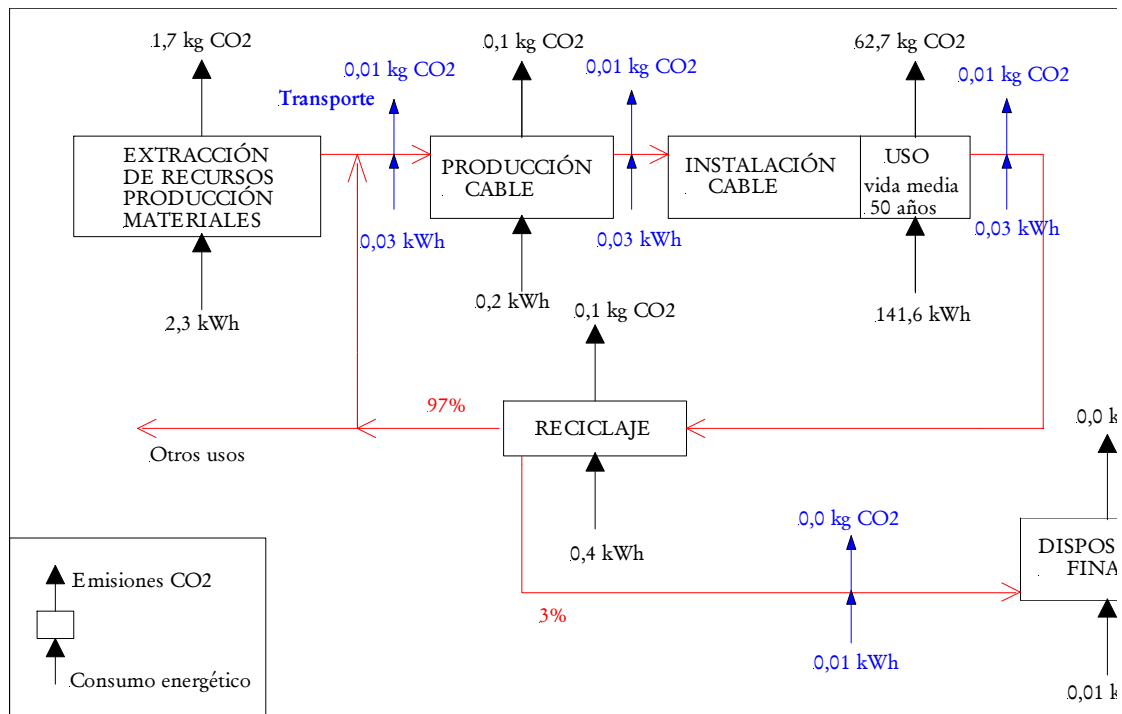 1,7 kg CO2
0,1 kg CO2
62,7 kg CO2
0,01 kg CO2
0,01 kg CO2
0,01 kg CO2
Transporte
EXTRACCIÓN
DE RECURSOS
PRODUCCIÓN
MATERIALES
PRODUCCIÓN
CABLE
INSTALACIÓN
CABLE
USO
vida media
50 años
0,03 kWh
0,03 kWh
0,03 kWh
2,3 kWh
0,2 kWh
141,6 kWh
0,1 kg CO2
97%
RECICLAJE
Otros usos
0,0 k
0,4 kWh
0,0 kg CO2
DISPOS
FINA
3%
0,01 kWh
0,01 k
Emisiones CO2
Consumo energético